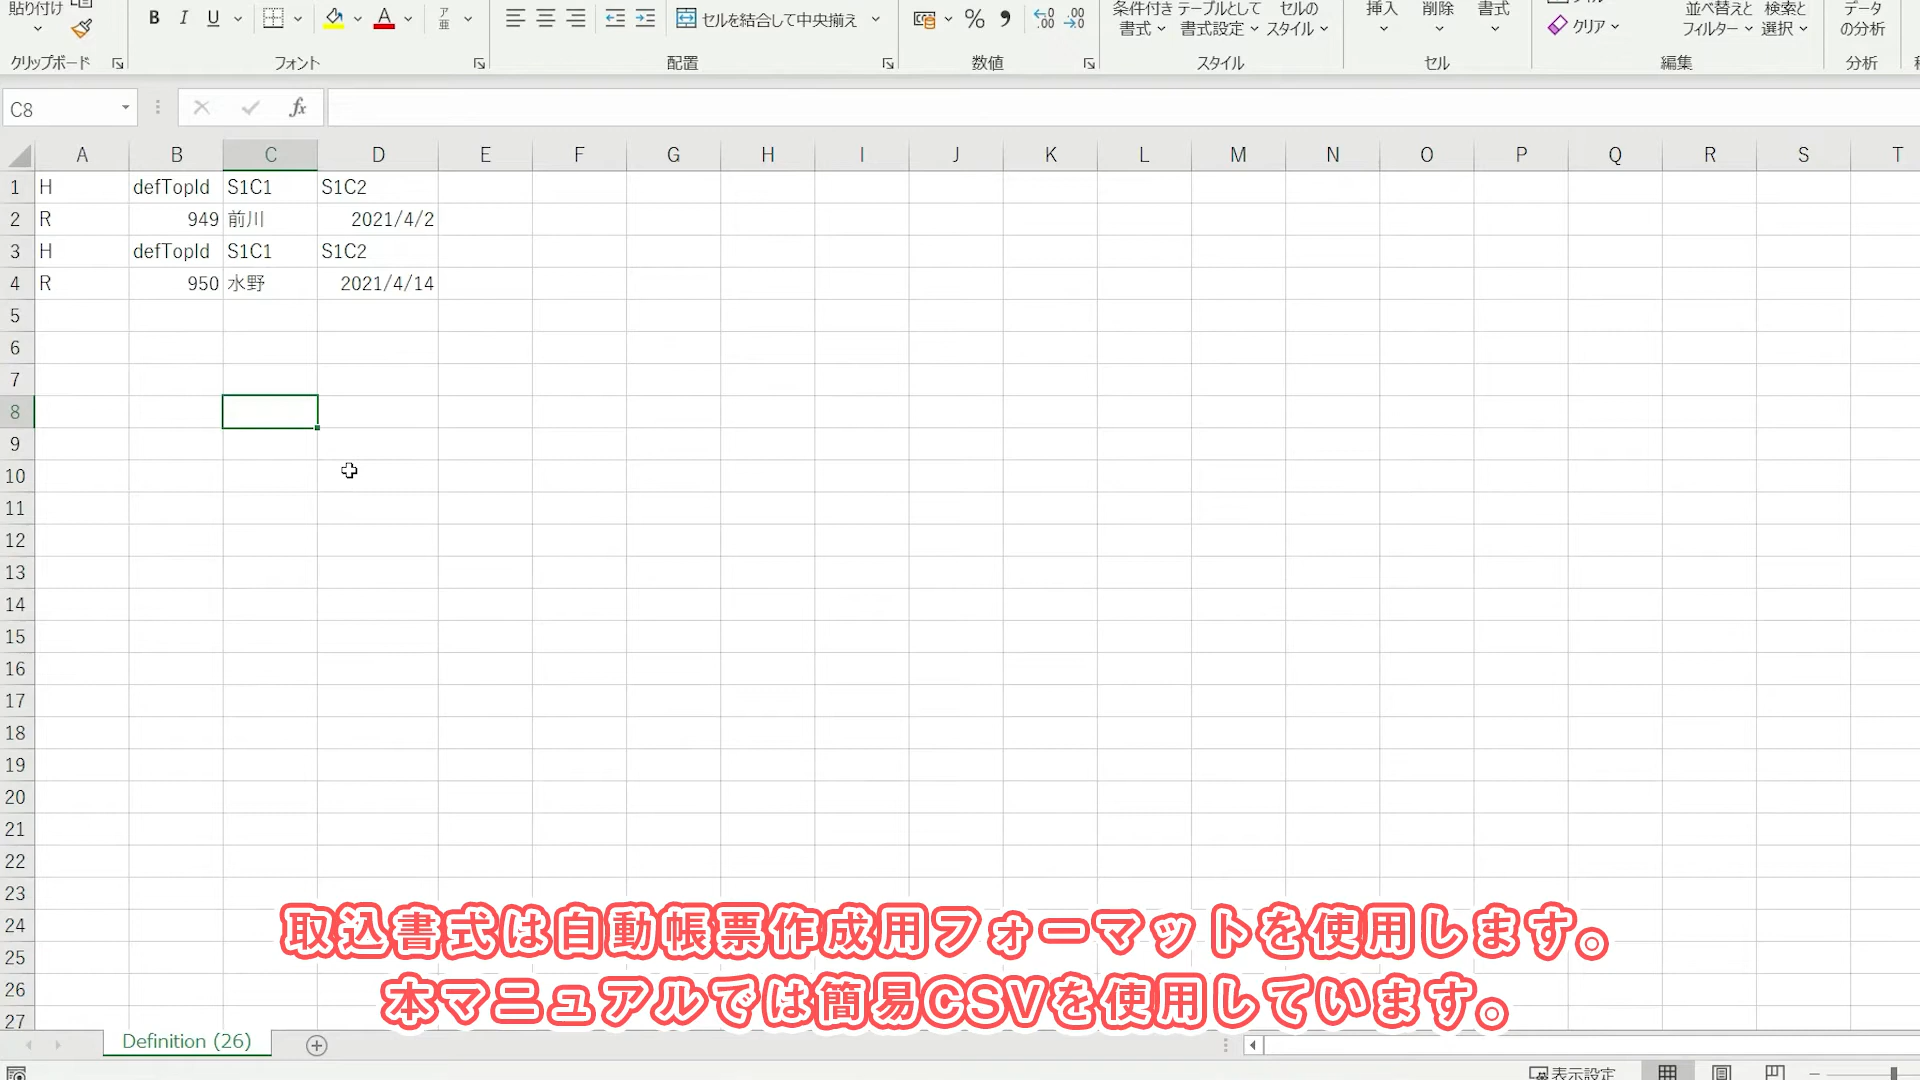 貼り付け
B I U A ア 亜
セルを結合して中央揃え
% 9 .00 .00
条件付き 書式 テーブルとして 書式設定 セルの スタイル
挿入 削除 書式
クリア
並べ替えと フィルター 検索と 選択
データ の分析
クリップボード フォント 配置 数値 スタイル セル 編集 分析
C8 fx
A B C D E F G H I J K L M N O P Q R S T
1 H defTopId S1C1 S1C2
2 R 949 前川 2021/4/2
3 H defTopId S1C1 S1C2
4 R 950 水野 2021/4/14
5
6
7
8
9
10
11
12
13
14
15
16
17
18
19
20
21
22
23
24
25
26
27
取込書式は自動帳票作成用フォーマットを使用します。
本マニュアルでは簡易CSVを使用しています。
Definition (26)
表示設定